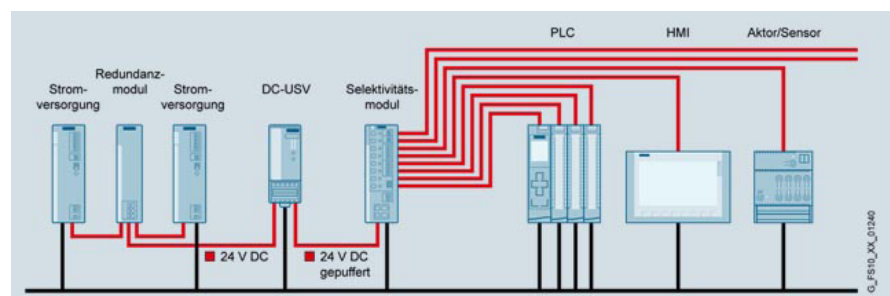 PLC
HMI
Aktor/Sensor
Strom-
versorgung
Redundanz-
modul
Strom-
versorgung
DC-USV
Selektivitäts-
modul
24 V DC
24 V DC
gepuffert
G_FS10_XX_01240